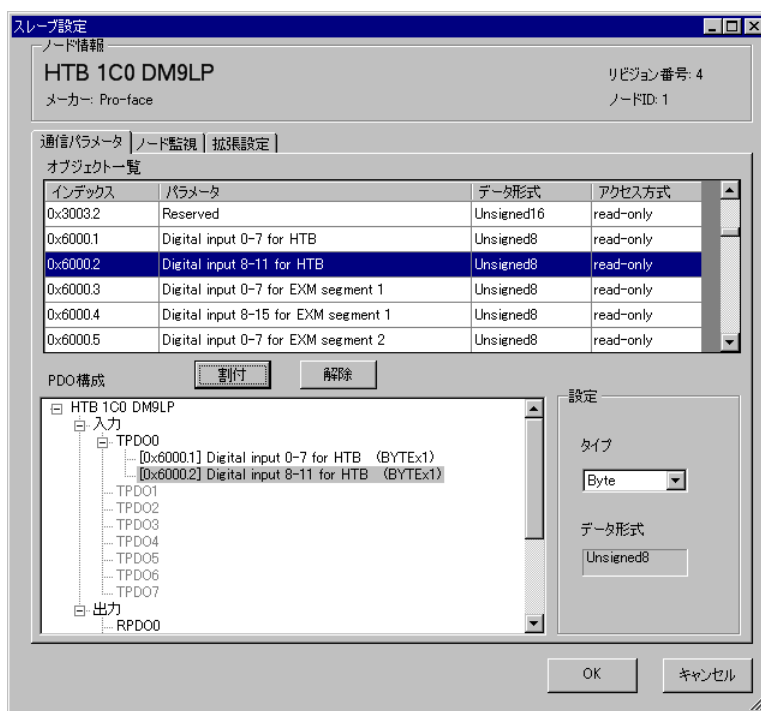 スレーブ設定
ノード情報
HTB 1C0 DM9LP
リビジョン番号: 4
メーカー: Pro-face
ノードID: 1
通信パラメータ ノード監視 拡張設定
オブジェクト一覧
インデックス パラメータ データ形式 アクセス方式
0x3003.2 Reserved Unsigned16 read-only
0x6000.1 Digital input 0-7 for HTB Unsigned8 read-only
0x6000.2 Digital input 8-11 for HTB Unsigned8 read-only
0x6000.3 Digital input 0-7 for EXM segment 1 Unsigned8 read-only
0x6000.4 Digital input 8-15 for EXM segment 1 Unsigned8 read-only
0x6000.5 Digital input 0-7 for EXM segment 2 Unsigned8 read-only
PDO構成 割付 解除
HTB 1C0 DM9LP
入力
TPDO0
[0x6000.1] Digital input 0-7 for HTB (BYTEx1)
[0x6000.2] Digital input 8-11 for HTB (BYTEx1)
TPDO1
TPDO2
TPDO3
TPDO4
TPDO5
TPDO6
TPDO7
出力
RPDO0
設定
タイプ
Byte
データ形式
Unsigned8
OK キャンセル